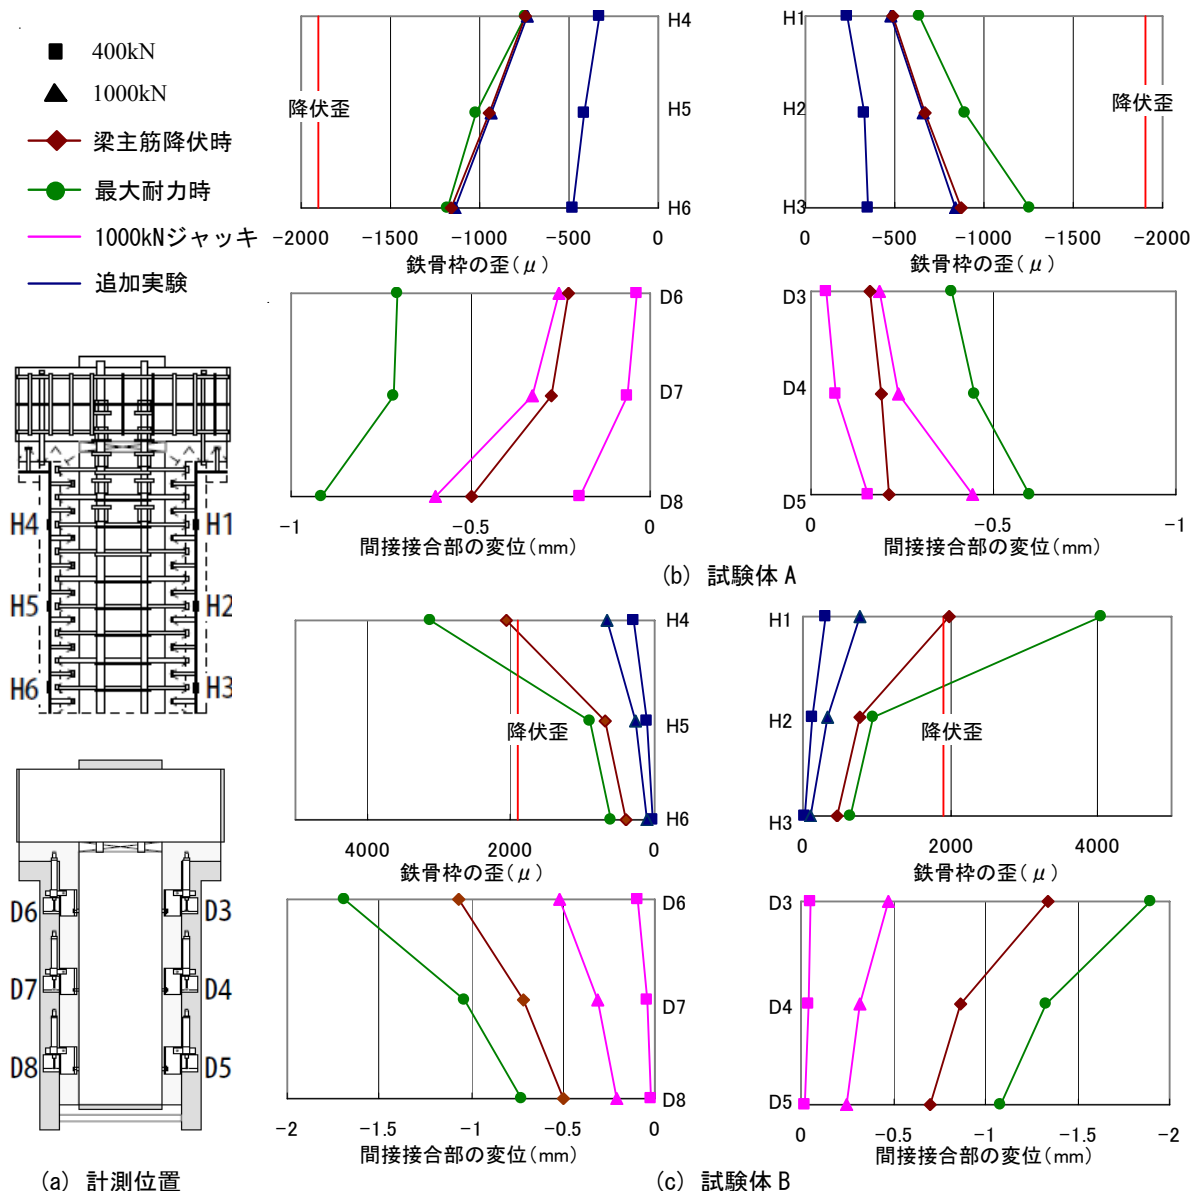 400kN
1000kN
梁主筋降伏時
最大耐力時
1000kNジャッキ
追加実験
H4
H5
H6
H1
H2
H3
D6
D7
D8
D3
D4
D5
(a) 計測位置
降伏歪
H4
H5
H6
-2000 -1500 -1000 -500 0
鉄骨枠の歪(μ)
H1
H2
H3
降伏歪
0 -500 -1000 -1500 -2000
鉄骨枠の歪(μ)
D6
D7
D8
-1 -0.5 0
間接接合部の変位(mm)
D3
D4
D5
0 -0.5 -1
間接接合部の変位(mm)
(b) 試験体A
降伏歪
H4
H5
H6
4000 2000 0
鉄骨枠の歪(μ)
H1
H2
H3
降伏歪
0 2000 4000
鉄骨枠の歪(μ)
D6
D7
D8
-2 -1.5 -1 -0.5 0
間接接合部の変位(mm)
D3
D4
D5
0 -0.5 -1 -1.5 -2
間接接合部の変位(mm)
(c) 試験体B